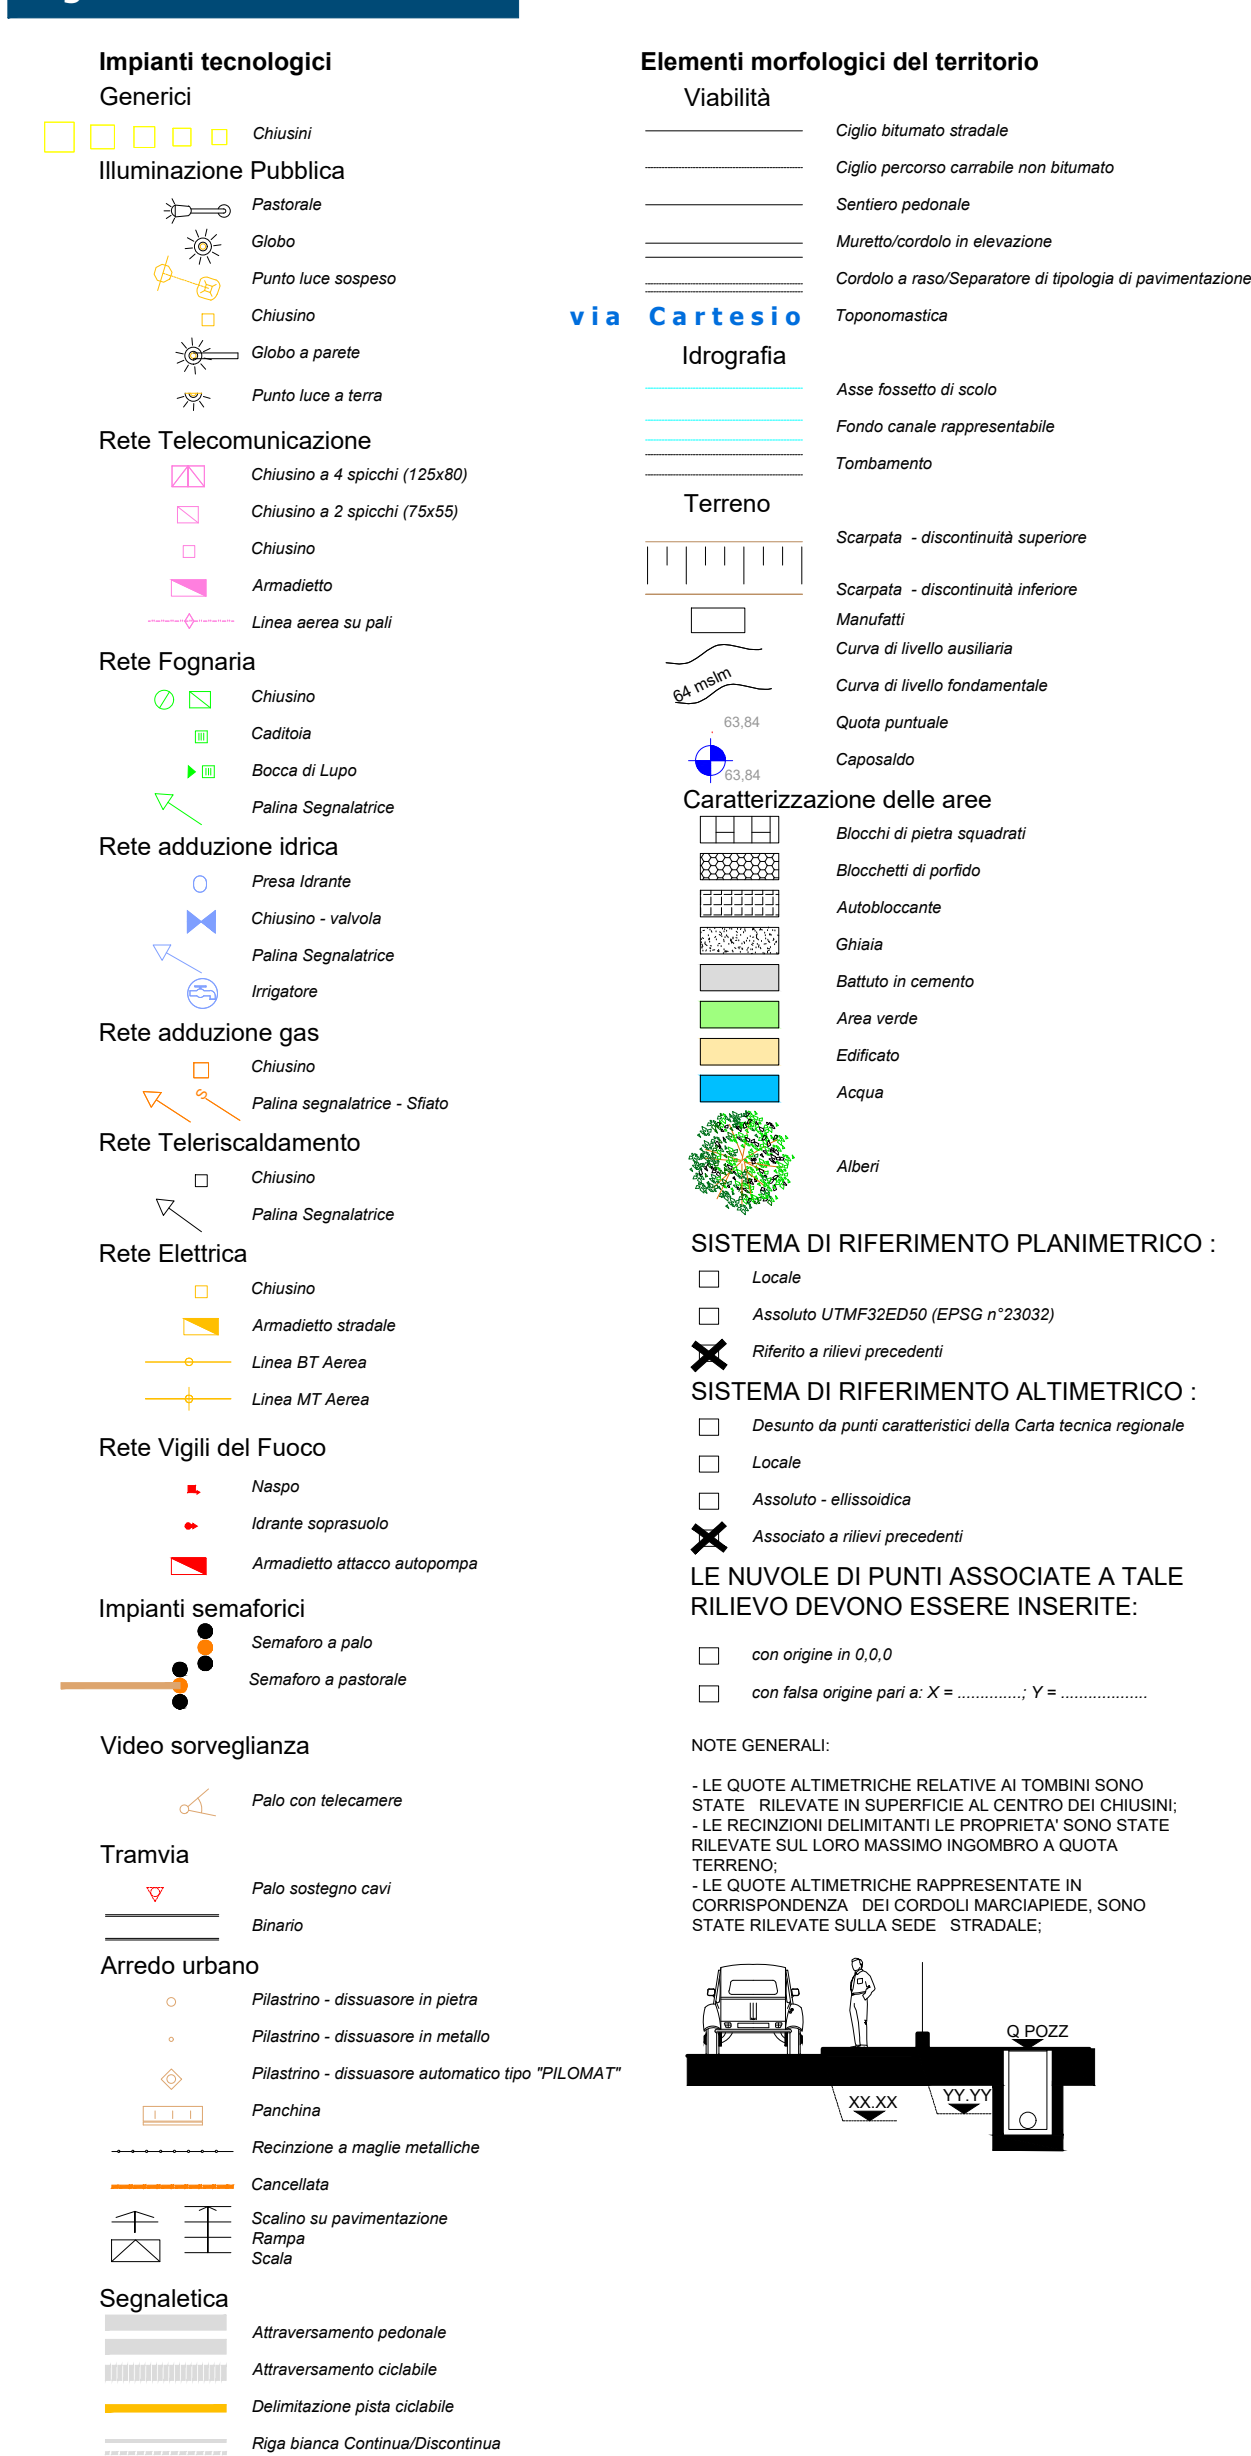 Impianti tecnologici
Generici
Chiusini
Illuminazione Pubblica
Pastorale
Globo
Punto luce sospeso
Chiusino
Globo a parete
Punto luce a terra
Rete Telecomunicazione
Chiusino a 4 spicchi (125x80)
Chiusino a 2 spicchi (75x55)
Chiusino
Armadietto
Linea aerea su pali
Rete Fognaria
Chiusino
Caditoia
Bocca di Lupo
Palina Segnalatrice
Rete adduzione idrica
Presa Idrante
Chiusino - valvola
Palina Segnalatrice
Irrigatore
Rete adduzione gas
Chiusino
S
Palina segnalatrice - Sfiato
Rete Teleriscaldamento
Chiusino
Palina Segnalatrice
Rete Elettrica
Chiusino
Armadietto stradale
Linea BT Aerea
Linea MT Aerea
Rete Vigili del Fuoco
Naspo
Idrante soprasuolo
Armadietto attacco autopompa
Impianti semaforici
Semaforo a palo
Semaforo a pastorale
Video sorveglianza
Palo con telecamere
Tramvia
Palo sostegno cavi
Binario
Arredo urbano
Pilastrino - dissuasore in pietra
Pilastrino - dissuasore in metallo
Pilastrino - dissuasore automatico tipo "PILOMAT"
Panchina
Recinzione a maglie metalliche
Cancellata
Scalino su pavimentazione
Rampa
Scala
Segnaletica
Attraversamento pedonale
Attraversamento ciclabile
Delimitazione pista ciclabile
Riga bianca Continua/Discontinua
Elementi morfologici del territorio
Viabilità
Ciglio bitumato stradale
Ciglio percorso carrabile non bitumato
Sentiero pedonale
Muretto/cordolo in elevazione
Cordolo a raso/Separatore di tipologia di pavimentazione
via Cartesio Toponomastica
Idrografia
Asse fossetto di scolo
Fondo canale rappresentabile
Tombamento
Terreno
Scarpata - discontinuità superiore
Scarpata - discontinuità inferiore
Manufatti
Curva di livello ausiliaria
64 mslm Curva di livello fondamentale
63,84 Quota puntuale
Caposaldo
63,84
Caratterizzazione delle aree
Blocchi di pietra squadrati
Blocchetti di porfido
Autobloccante
Ghiaia
Battuto in cemento
Area verde
Edificato
Acqua
Alberi
SISTEMA DI RIFERIMENTO PLANIMETRICO :
Locale
Assoluto UTMF32ED50 (EPSG n°23032)
Riferito a rilievi precedenti
SISTEMA DI RIFERIMENTO ALTIMETRICO :
Desunto da punti caratteristici della Carta tecnica regionale
Locale
Assoluto - ellissoidica
Associato a rilievi precedenti
LE NUVOLE DI PUNTI ASSOCIATE A TALE
RILIEVO DEVONO ESSERE INSERITE:
con origine in 0,0,0
con falsa origine pari a: X = ..............; Y = ...................
NOTE GENERALI:
- LE QUOTE ALTIMETRICHE RELATIVE AI TOMBINI SONO
STATE RILEVATE IN SUPERFICIE AL CENTRO DEI CHIUSINI;
- LE RECINZIONI DELIMITANTI LE PROPRIETA' SONO STATE
RILEVATE SUL LORO MASSIMO INGOMBRO A QUOTA
TERRENO;
- LE QUOTE ALTIMETRICHE RAPPRESENTATE IN
CORRISPONDENZA DEI CORDOLI MARCIAPIEDE, SONO
STATE RILEVATE SULLA SEDE STRADALE;
Q POZZ
XX.XX
YY.YY